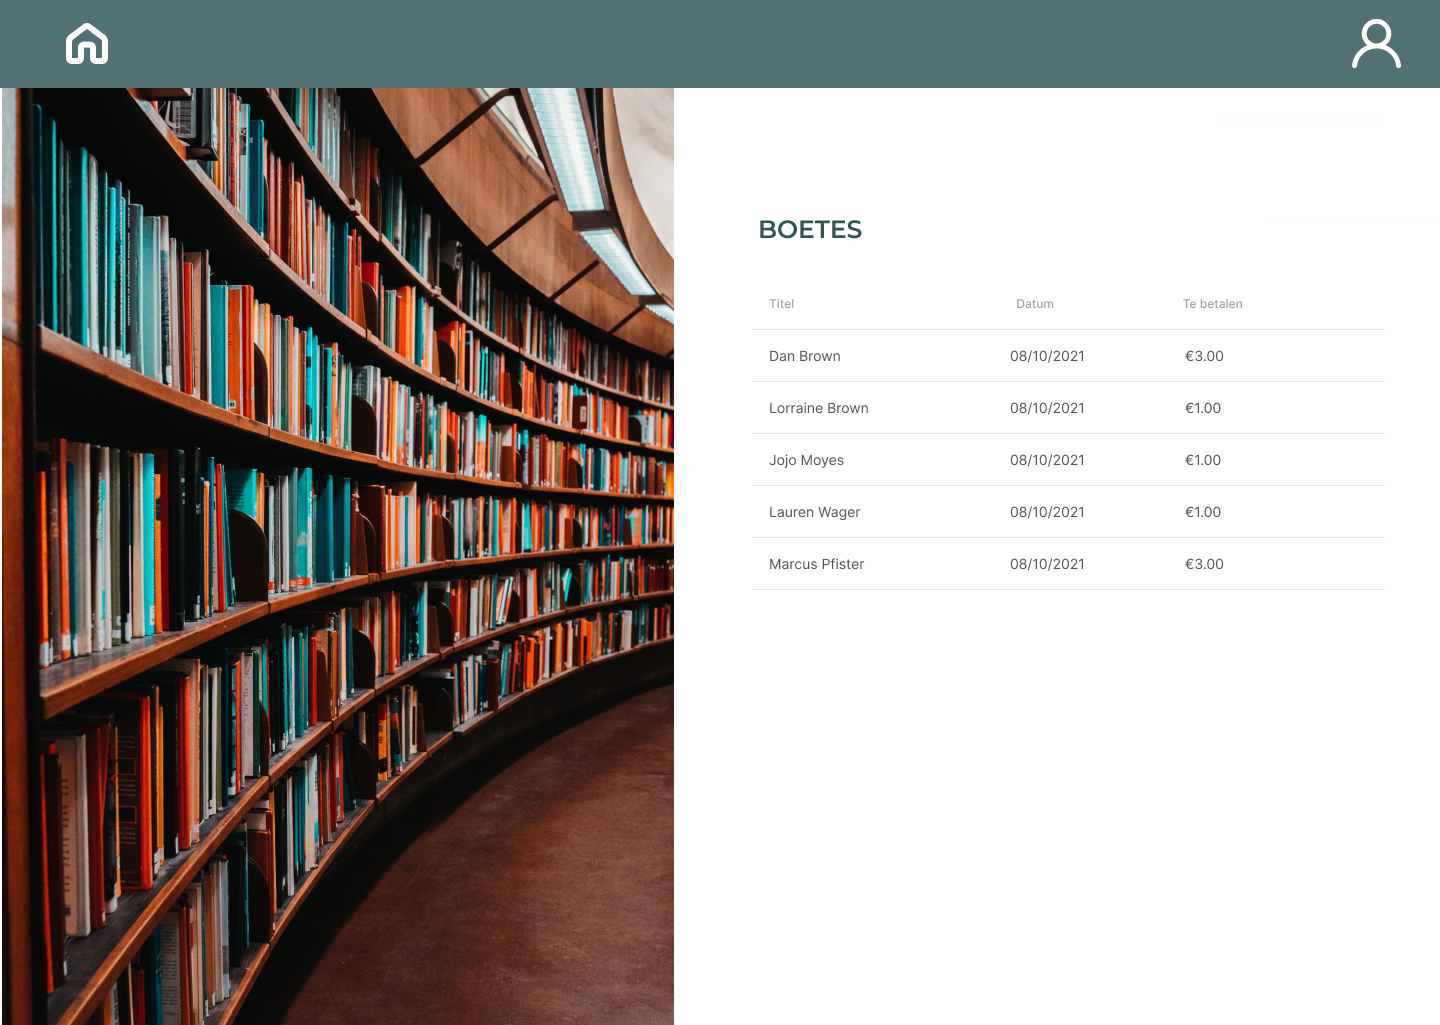 BOETES
Titel Datum Te betalen
Dan Brown 08/10/2021 €3.00
Lorraine Brown 08/10/2021 €1.00
Jojo Moyes 08/10/2021 €1.00
Lauren Wager 08/10/2021 €1.00
Marcus Pfister 08/10/2021 €3.00